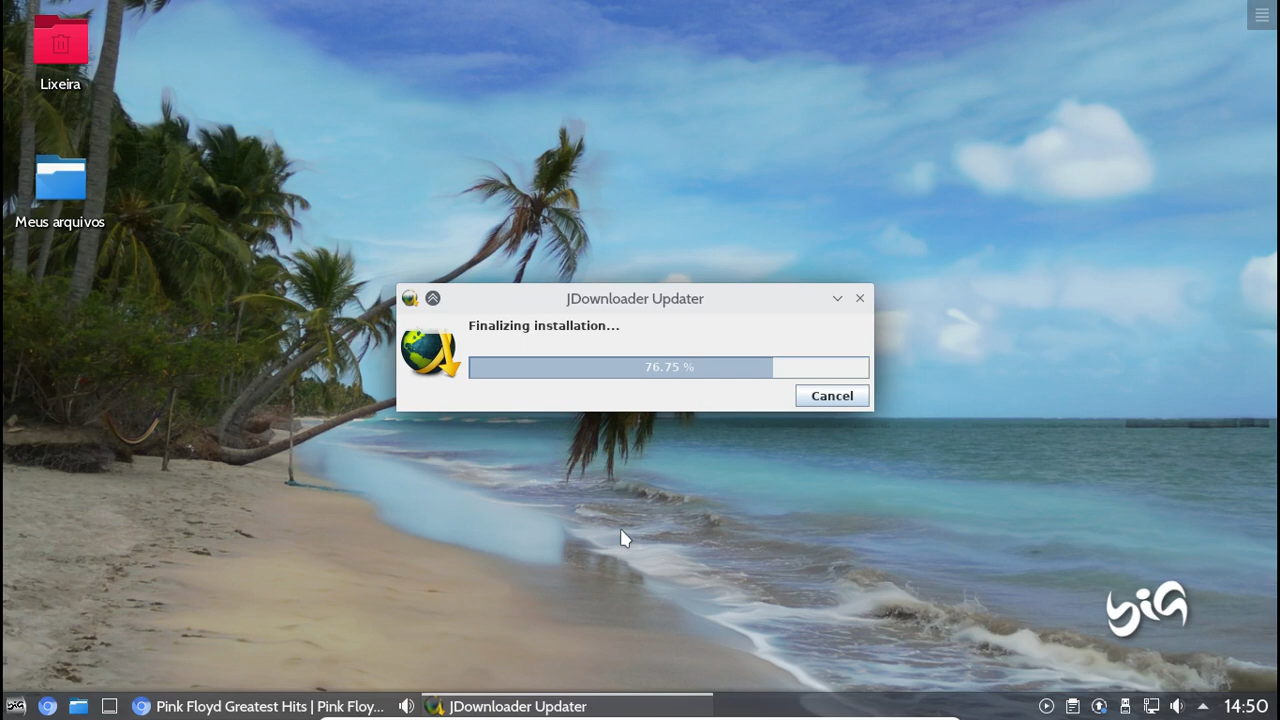 Lixeira
Meus arquivos
JDownloader Updater
Finalizing installation...
76.75 %
Cancel
BiG
Pink Floyd Greatest Hits | Pink Floy...
JDownloader Updater
14:50